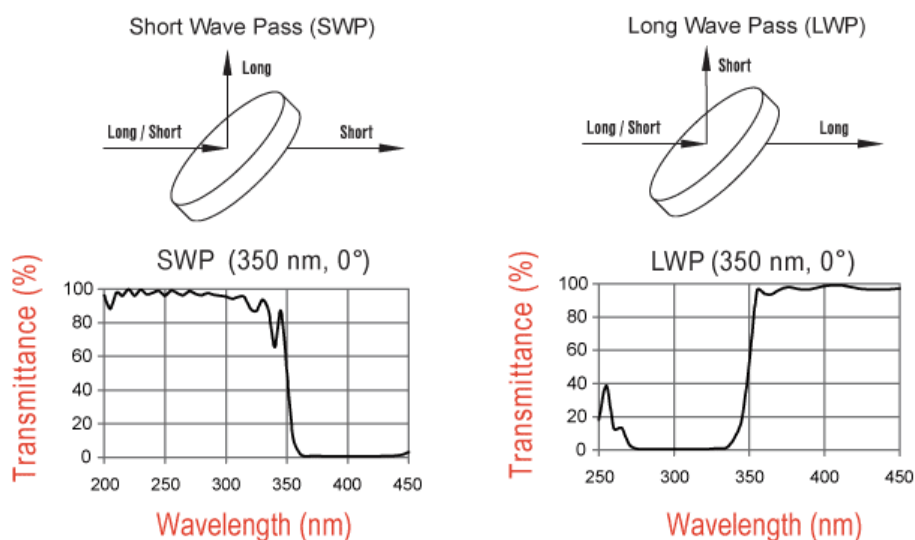 Short Wave Pass (SWP)
Long
Long / Short
Short
SWP (350 nm, 0°)
Transmittance (%)
100
80
60
40
20
0
200 250 300 350 400 450
Wavelength (nm)
Long Wave Pass (LWP)
Short
Long / Short
Long
LWP (350 nm, 0°)
Transmittance (%)
100
80
60
40
20
0
250 300 350 400 450
Wavelength (nm)